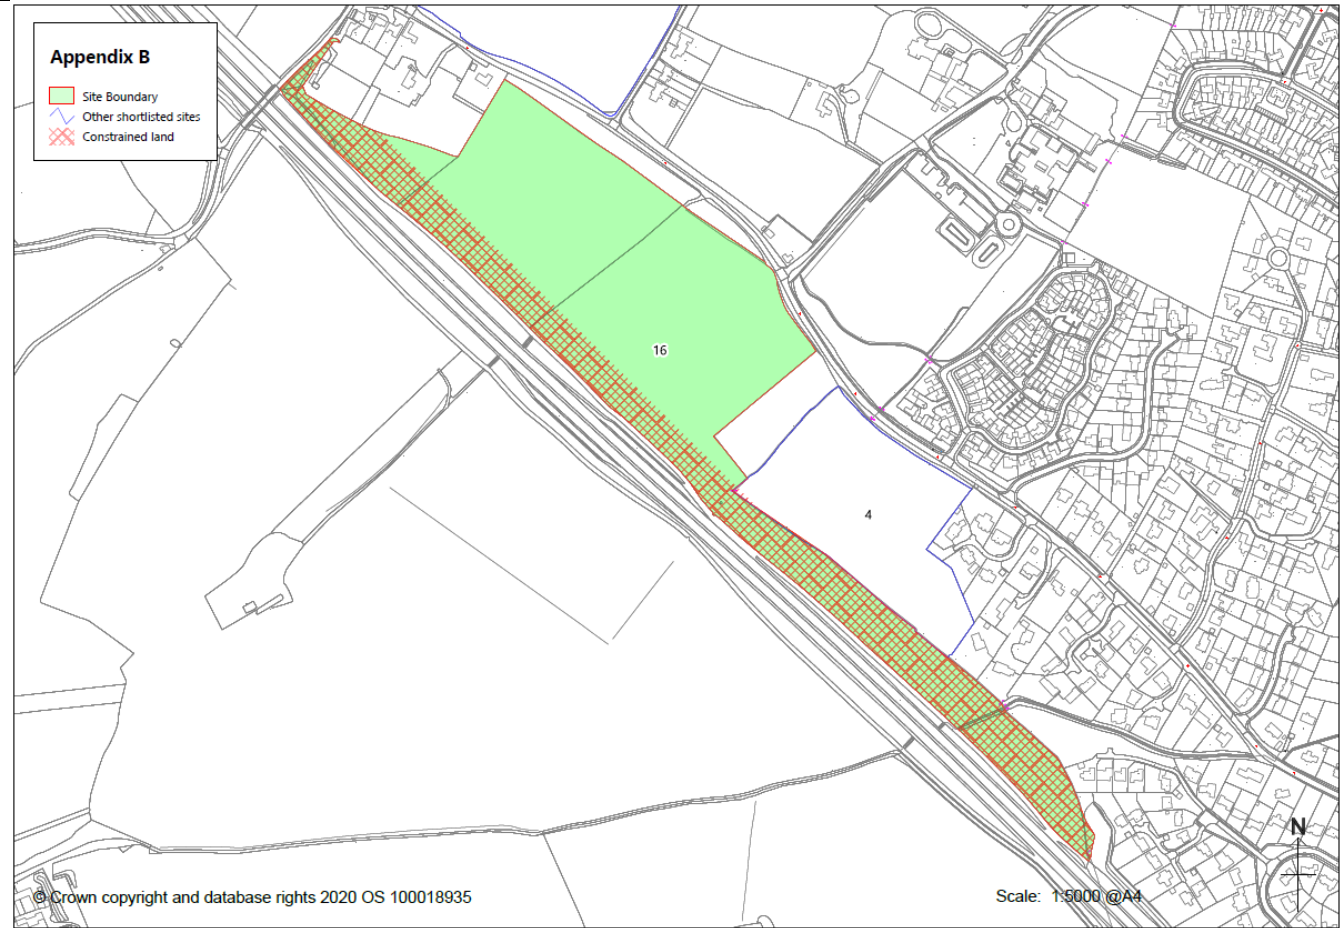 Appendix B
Site Boundary
Other shortlisted sites
Constrained land
16
4
N
© Crown copyright and database rights 2020 OS 100018935
Scale: 1:5000 @A4